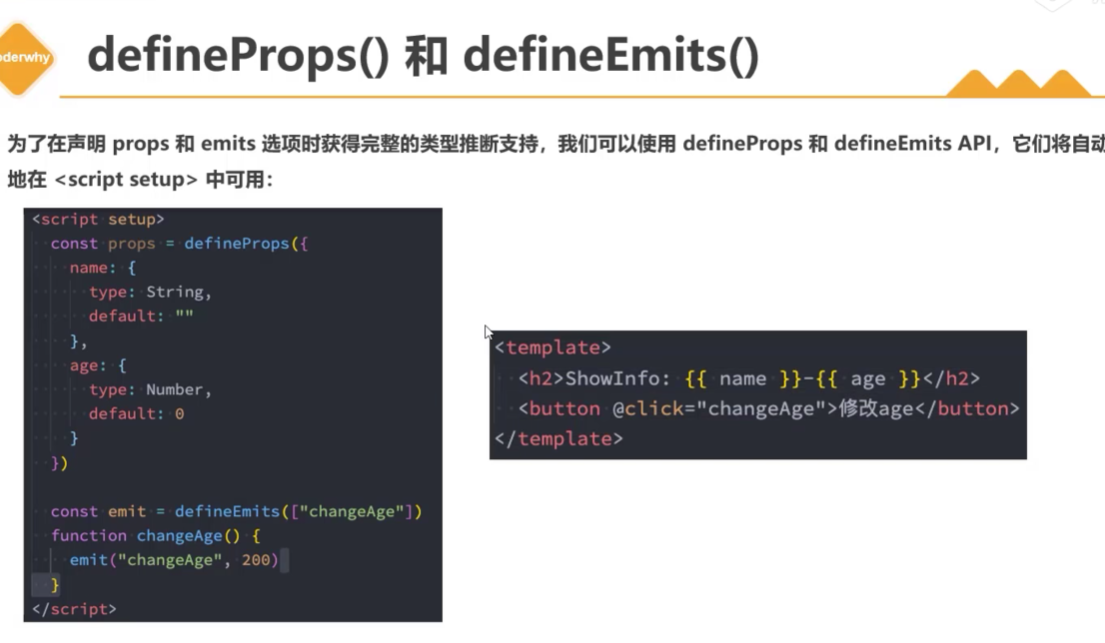 derwhy
defineProps() 和 defineEmits()
为了在声明 props 和 emits 选项时获得完整的类型推断支持，我们可以使用 defineProps 和 defineEmits API，它们将自动
地在 <script setup> 中可用：
<script setup>
const props = defineProps({
name: {
type: String,
default: ""
},
age: {
type: Number,
default: 0
}
})
const emit = defineEmits(["changeAge"])
function changeAge() {
emit("changeAge", 200)
}
</script>
<template>
<h2>ShowInfo: {{ name }}-{{ age }}</h2>
<button @click="changeAge">修改age</button>
</template>